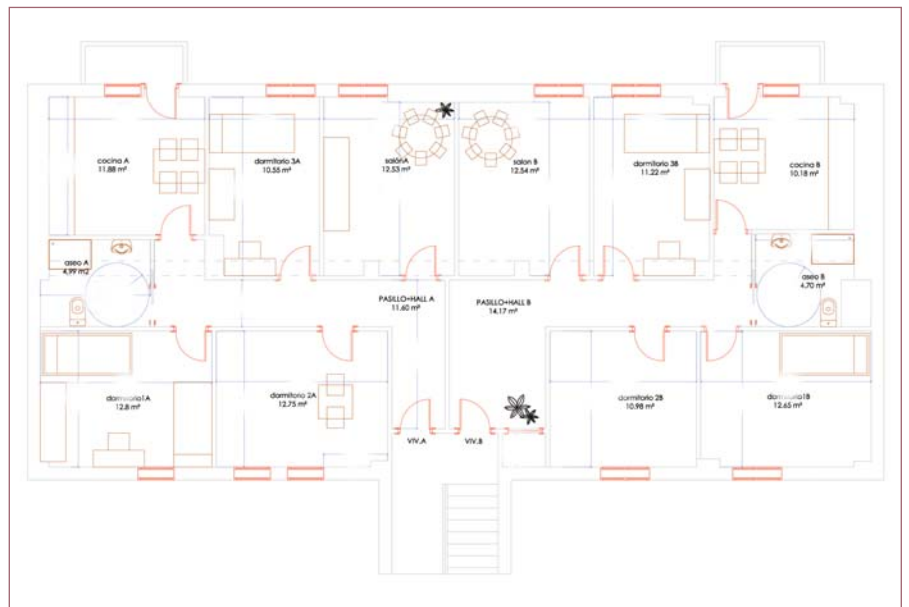 cocina A
11.88 m²
dormitorio 3A
10.55 m²
salon A
12.53 m²
salon B
12.54 m²
dormitorio 3B
11.22 m²
cocina B
10.18 m²
aseo A
4,99 m2
aseo B
4,70 m²
PASILLO+HALL A
11.60 m²
PASILLO+HALL B
14.17 m²
dormitorio1A
12.8 m²
dormitorio 2A
12.75 m²
dormitorio 2B
10.98 m²
dormitorio1B
12.65 m²
VIV.A
VIV.B